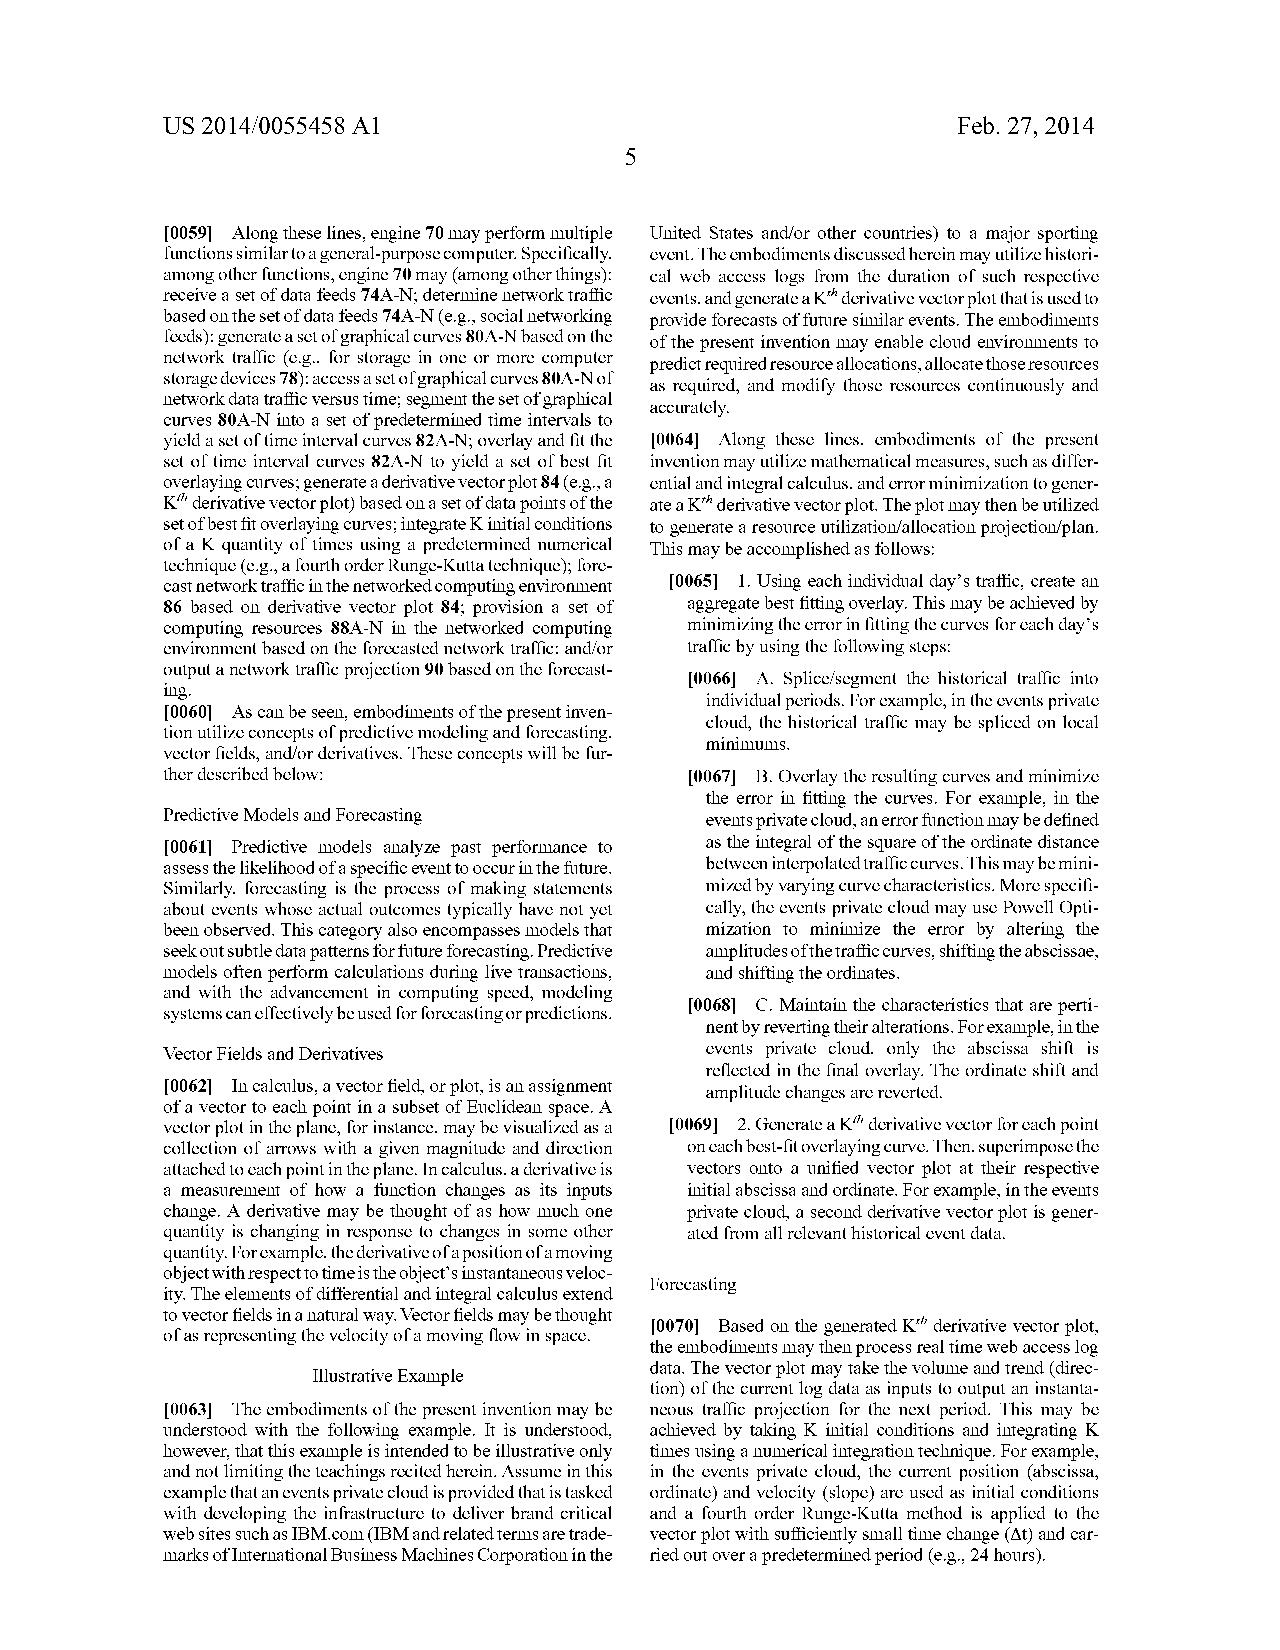 US 2014/0055458 A1
Feb. 27, 2014
5
[0059] Along these lines, engine 70 may perform multiple
functions similar to a general-purpose computer. Specifically,
among other functions, engine 70 may (among other things):
receive a set of data feeds 74A-N; determine network traffic
based on the set of data feeds 74A-N (e.g., social networking
feeds); generate a set of graphical curves 80A-N based on the
network traffic (e.g., for storage in one or more computer
storage devices 78); access a set of graphical curves 80A-N of
network data traffic versus time; segment the set of graphical
curves 80A-N into a set of predetermined time intervals to
yield a set of time interval curves 82A-N; overlay and fit the
set of time interval curves 82A-N to yield a set of best fit
overlaying curves; generate a derivative vector plot 84 (e.g., a
Kth derivative vector plot) based on a set of data points of the
set of best fit overlaying curves; integrate K initial conditions
of a K quantity of times using a predetermined numerical
technique (e.g., a fourth order Runge-Kutta technique); fore-
cast network traffic in the networked computing environment
86 based on derivative vector plot 84; provision a set of
computing resources 88A-N in the networked computing
environment based on the forecasted network traffic; and/or
output a network traffic projection 90 based on the forecast-
ing.
[0060] As can be seen, embodiments of the present inven-
tion utilize concepts of predictive modeling and forecasting,
vector fields, and/or derivatives. These concepts will be fur-
ther described below:
Predictive Models and Forecasting
[0061] Predictive models analyze past performance to
assess the likelihood of a specific event to occur in the future.
Similarly, forecasting is the process of making statements
about events whose actual outcomes typically have not yet
been observed. This category also encompasses models that
seek out subtle data patterns for future forecasting. Predictive
models often perform calculations during live transactions,
and with the advancement in computing speed, modeling
systems can effectively be used for forecasting or predictions.
Vector Fields and Derivatives
[0062] In calculus, a vector field, or plot, is an assignment
of a vector to each point in a subset of Euclidean space. A
vector plot in the plane, for instance, may be visualized as a
collection of arrows with a given magnitude and direction
attached to each point in the plane. In calculus, a derivative is
a measurement of how a function changes as its inputs
change. A derivative may be thought of as how much one
quantity is changing in response to changes in some other
quantity. For example, the derivative of a position of a moving
object with respect to time is the object's instantaneous veloc-
ity. The elements of differential and integral calculus extend
to vector fields in a natural way. Vector fields may be thought
of as representing the velocity of a moving flow in space.
Illustrative Example
[0063] The embodiments of the present invention may be
understood with the following example. It is understood,
however, that this example is intended to be illustrative only
and not limiting the teachings recited herein. Assume in this
example that an events private cloud is provided that is tasked
with developing the infrastructure to deliver brand critical
web sites such as IBM.com (IBM and related terms are trade-
marks of International Business Machines Corporation in the
United States and/or other countries) to a major sporting
event. The embodiments discussed herein may utilize histori-
cal web access logs from the duration of such respective
events, and generate a Kth derivative vector plot that is used to
provide forecasts of future similar events. The embodiments
of the present invention may enable cloud environments to
predict required resource allocations, allocate those resources
as required, and modify those resources continuously and
accurately.
[0064] Along these lines, embodiments of the present
invention may utilize mathematical measures, such as differ-
ential and integral calculus, and error minimization to gener-
ate a Kth derivative vector plot. The plot may then be utilized
to generate a resource utilization/allocation projection/plan.
This may be accomplished as follows:
[0065] 1. Using each individual day's traffic, create an
aggregate best fitting overlay. This may be achieved by
minimizing the error in fitting the curves for each day's
traffic by using the following steps:
[0066] A. Splice/segment the historical traffic into
individual periods. For example, in the events private
cloud, the historical traffic may be spliced on local
minimums.
[0067] B. Overlay the resulting curves and minimize
the error in fitting the curves. For example, in the
events private cloud, an error function may be defined
as the integral of the square of the ordinate distance
between interpolated traffic curves. This may be mini-
mized by varying curve characteristics. More specifi-
cally, the events private cloud may use Powell Opti-
mization to minimize the error by altering the
amplitudes of the traffic curves, shifting the abscissae,
and shifting the ordinates.
[0068] C. Maintain the characteristics that are perti-
nent by reverting their alterations. For example, in the
events private cloud, only the abscissa shift is
reflected in the final overlay. The ordinate shift and
amplitude changes are reverted.
[0069] 2. Generate a Kth derivative vector for each point
on each best-fit overlaying curve. Then, superimpose the
vectors onto a unified vector plot at their respective
initial abscissa and ordinate. For example, in the events
private cloud, a second derivative vector plot is gener-
ated from all relevant historical event data.
Forecasting
[0070] Based on the generated Kth derivative vector plot,
the embodiments may then process real time web access log
data. The vector plot may take the volume and trend (direc-
tion) of the current log data as inputs to output an instanta-
neous traffic projection for the next period. This may be
achieved by taking K initial conditions and integrating K
times using a numerical integration technique. For example,
in the events private cloud, the current position (abscissa,
ordinate) and velocity (slope) are used as initial conditions
and a fourth order Runge-Kutta method is applied to the
vector plot with sufficiently small time change (Δt) and car-
ried out over a predetermined period (e.g., 24 hours).